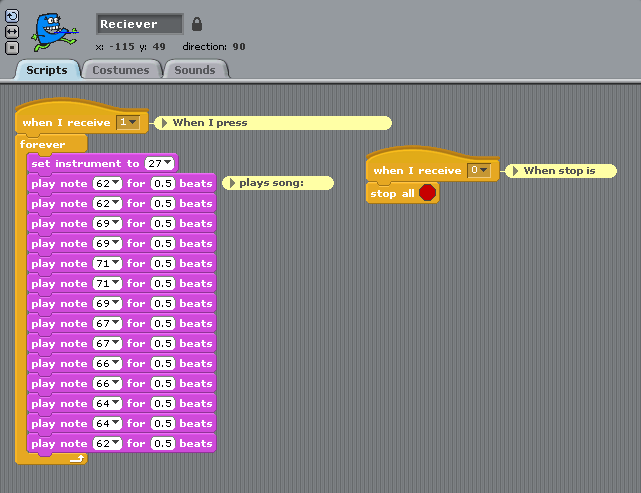 Reciever
x: -115 y: 49 direction: 90
Scripts Costumes Sounds
when I receive 1
When I press
forever
set instrument to 27
play note 62 for 0.5 beats
plays song:
play note 62 for 0.5 beats
play note 69 for 0.5 beats
play note 69 for 0.5 beats
play note 71 for 0.5 beats
play note 71 for 0.5 beats
play note 69 for 0.5 beats
play note 67 for 0.5 beats
play note 67 for 0.5 beats
play note 66 for 0.5 beats
play note 66 for 0.5 beats
play note 64 for 0.5 beats
play note 64 for 0.5 beats
play note 62 for 0.5 beats
when I receive 0
When stop is
stop all